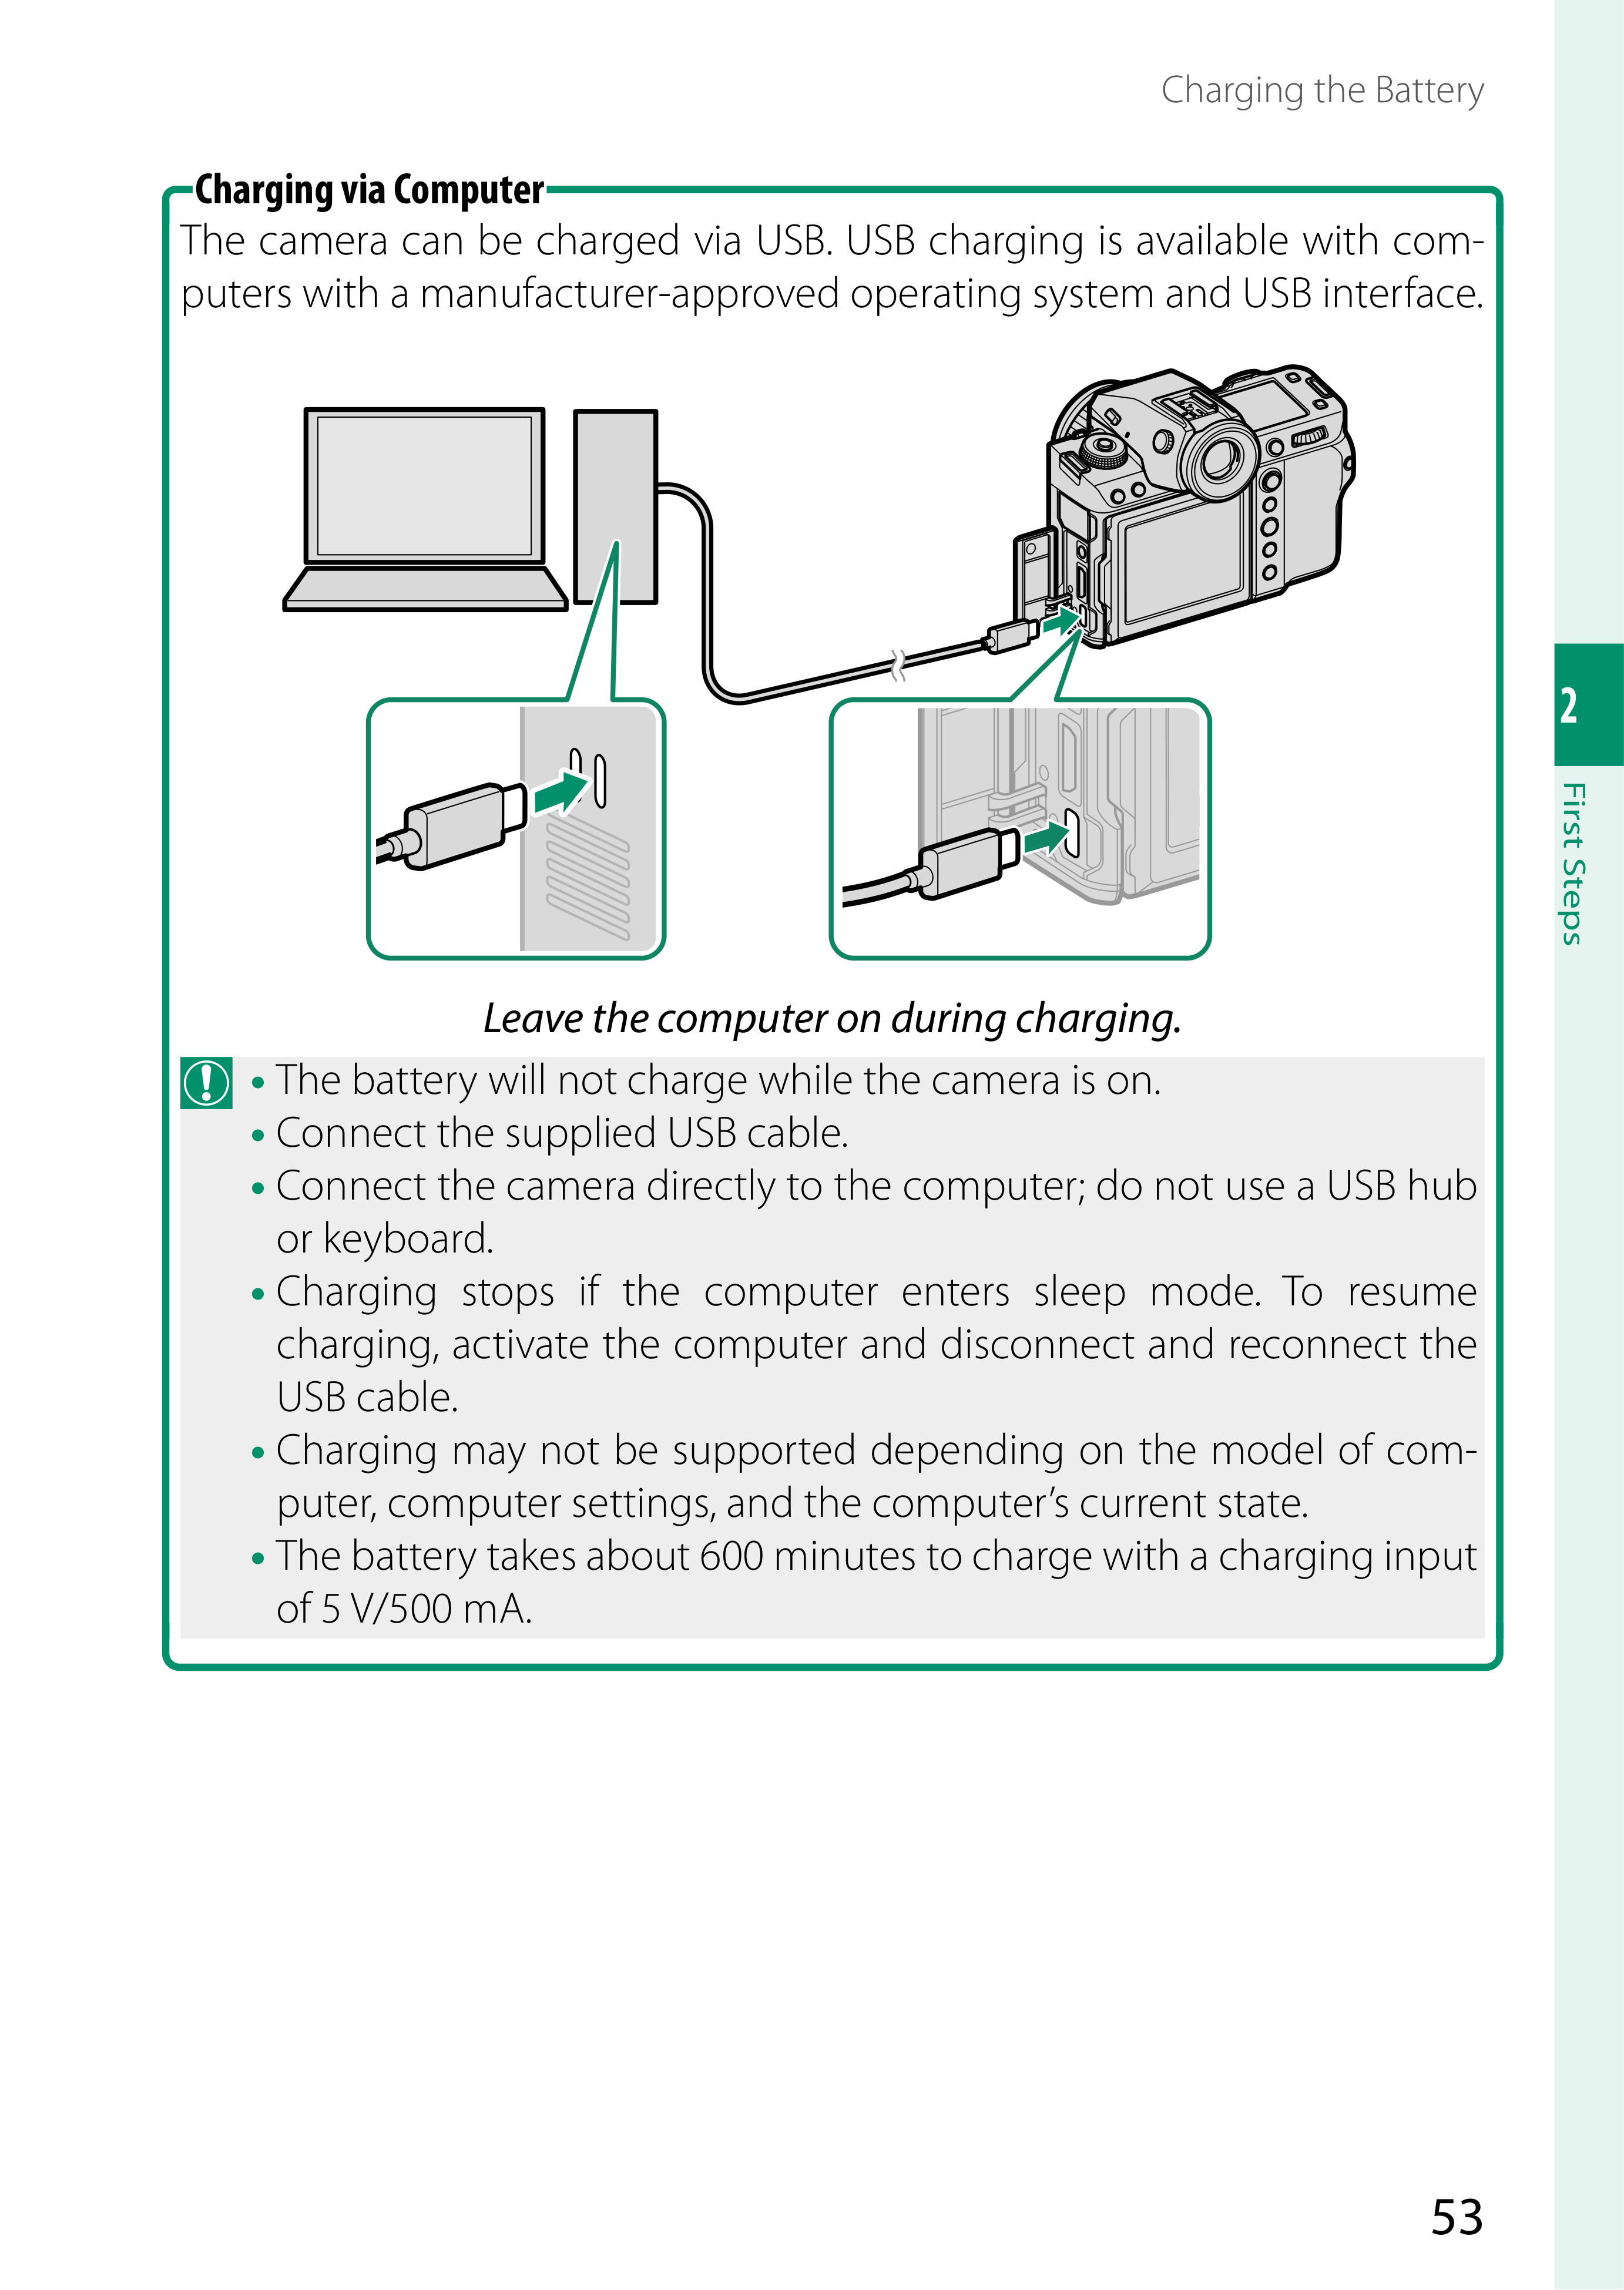 Charging the Battery
Charging via Computer
The camera can be charged via USB. USB charging is available with com-
puters with a manufacturer-approved operating system and USB interface.
Leave the computer on during charging.
• The battery will not charge while the camera is on.
• Connect the supplied USB cable.
• Connect the camera directly to the computer; do not use a USB hub
or keyboard.
• Charging stops if the computer enters sleep mode. To resume
charging, activate the computer and disconnect and reconnect the
USB cable.
• Charging may not be supported depending on the model of com-
puter, computer settings, and the computer’s current state.
• The battery takes about 600 minutes to charge with a charging input
of 5 V/500 mA.
2
First Steps
53